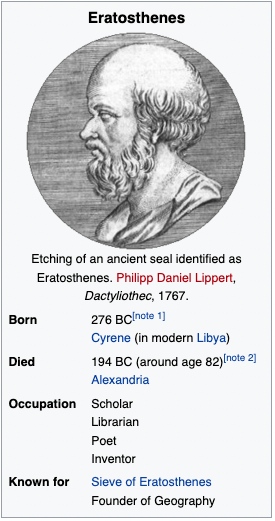 Eratosthenes
Etching of an ancient seal identified as
Eratosthenes. Philipp Daniel Lippert,
Dactyliothec, 1767.
Born 276 BC[note 1]
Cyrene (in modern Libya)
Died 194 BC (around age 82)[note 2]
Alexandria
Occupation Scholar
Librarian
Poet
Inventor
Known for Sieve of Eratosthenes
Founder of Geography